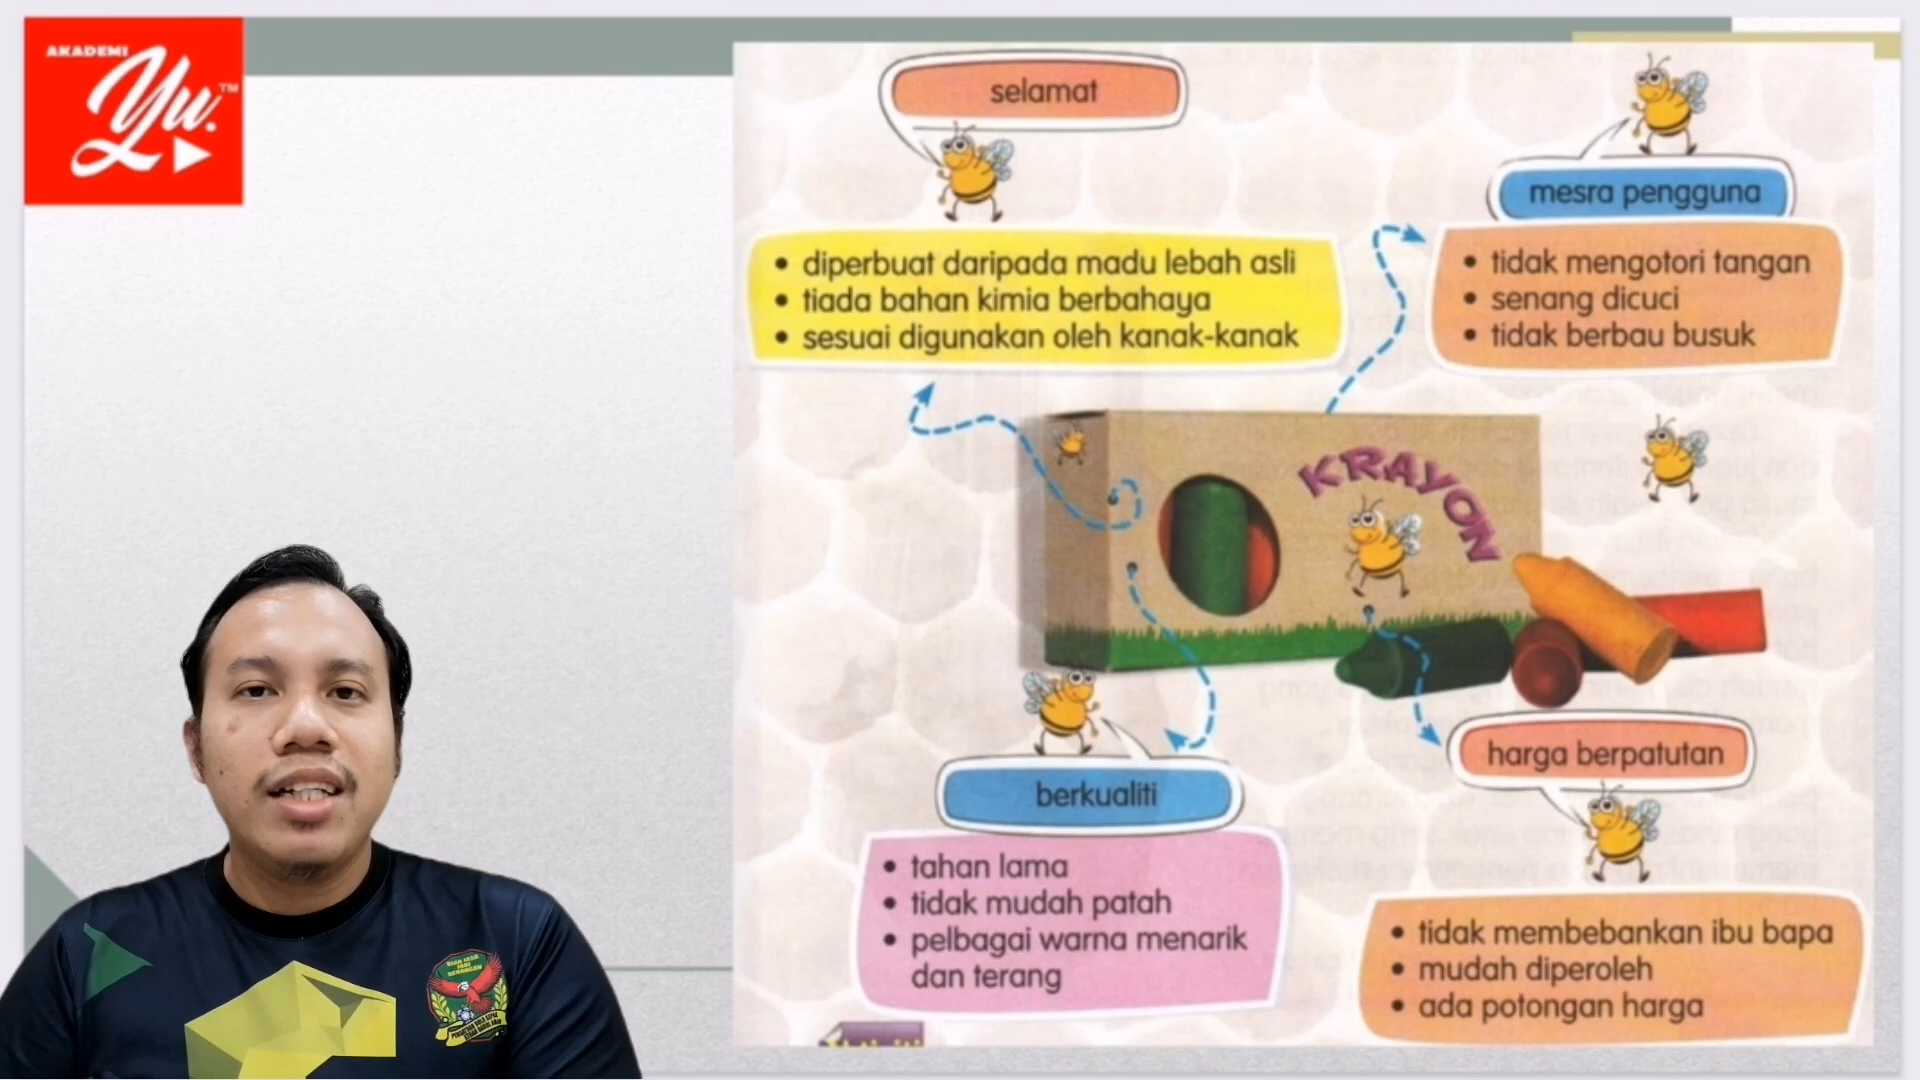 AKADEMI
Yu.
TM
selamat
• diperbuat daripada madu lebah asli
• tiada bahan kimia berbahaya
• sesuai digunakan oleh kanak-kanak
mesra pengguna
• tidak mengotori tangan
• senang dicuci
• tidak berbau busuk
KRAYON
berkualiti
• tahan lama
• tidak mudah patah
• pelbagai warna menarik
dan terang
harga berpatutan
• tidak membebankan ibu bapa
• mudah diperoleh
• ada potongan harga